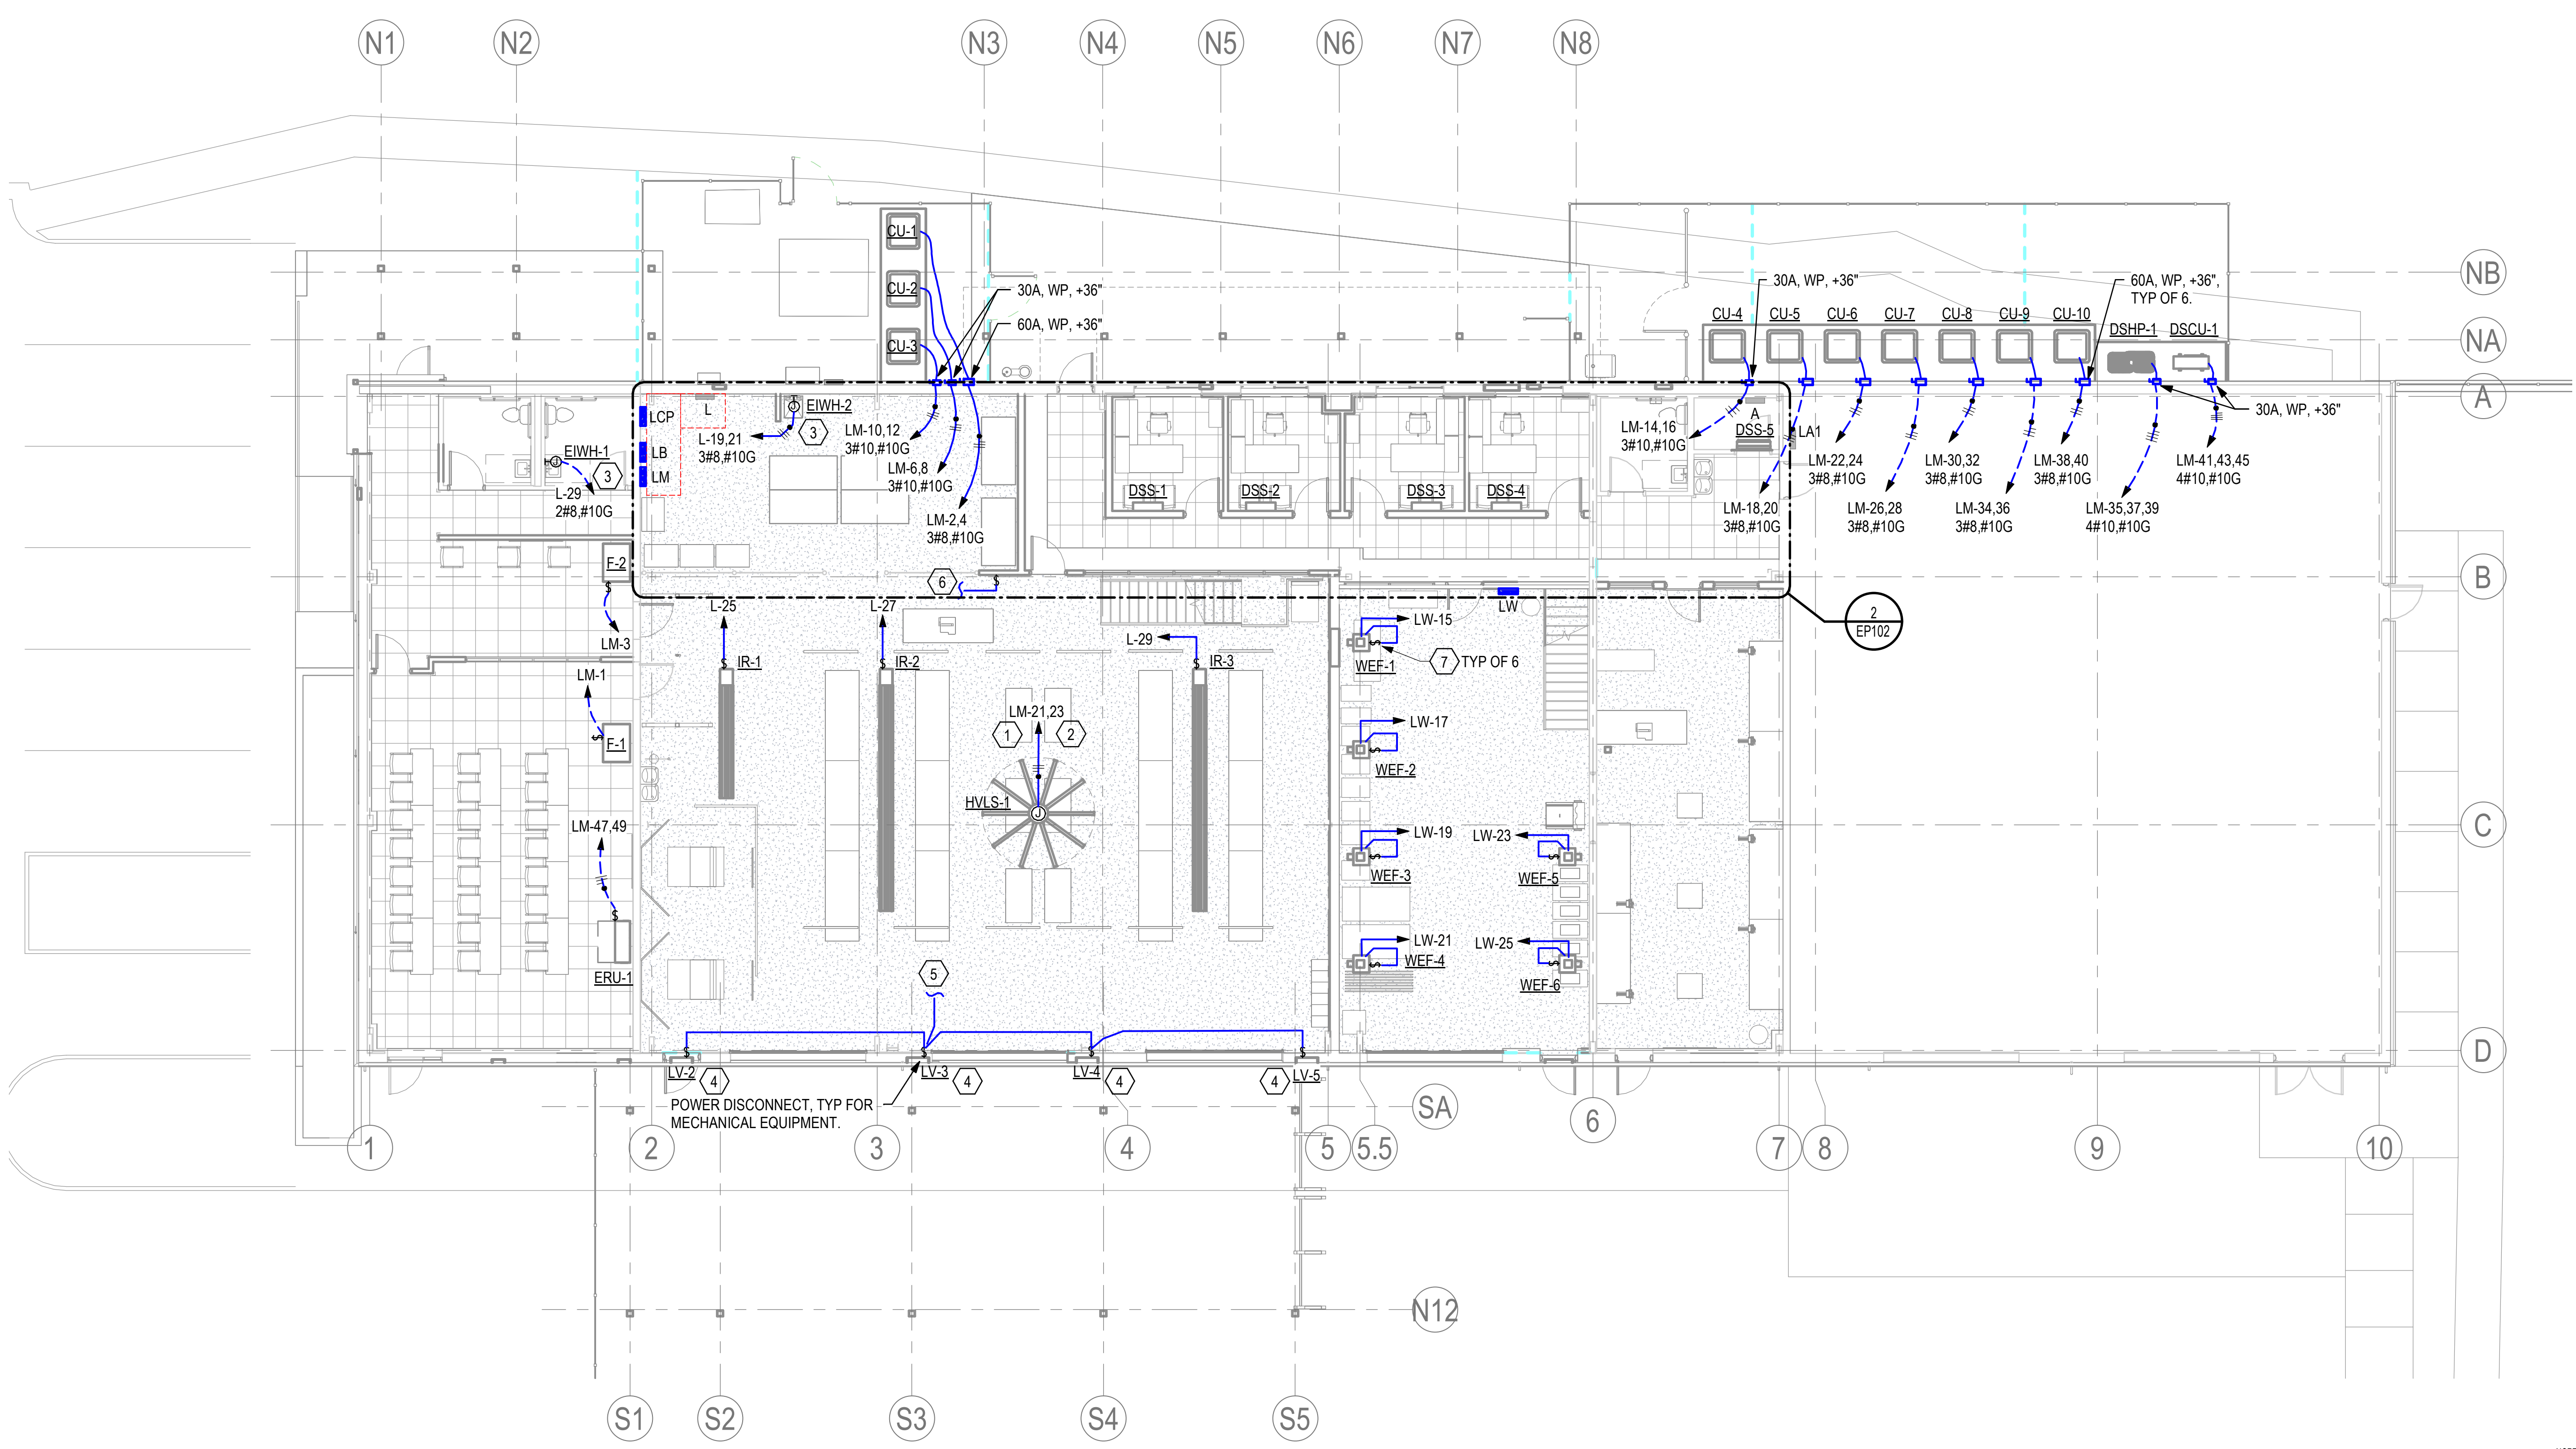 N1
N2
N3
N4
N5
N6
N7
N8
NB
NA
A
B
C
D
CU-1
CU-2
CU-3
30A, WP, +36"
60A, WP, +36"
30A, WP, +36"
60A, WP, +36",
TYP OF 6.
CU-4
CU-5
CU-6
CU-7
CU-8
CU-9
CU-10
DSHP-1
DSCU-1
30A, WP, +36"
LCP
L
LB
LM
EIWH-2
3
L-19,21
3#8,#10G
LM-10,12
3#10,#10G
LM-6,8
3#10,#10G
LM-2,4
3#8,#10G
EIWH-1
3
L-29
2#8,#10G
DSS-1
DSS-2
DSS-3
DSS-4
LM-14,16
3#10,#10G
A
DSS-5
LA1
LM-18,20
3#8,#10G
LM-22,24
3#8,#10G
LM-26,28
3#8,#10G
LM-30,32
3#8,#10G
LM-34,36
3#8,#10G
LM-38,40
3#8,#10G
LM-35,37,39
4#10,#10G
LM-41,43,45
4#10,#10G
F-2
LM-3
6
L-25
L-27
L-29
IR-1
IR-2
IR-3
LW
2
EP102
LW-15
WEF-1
7
TYP OF 6
LM-1
F-1
LM-21,23
1
2
HVLS-1
J
LW-17
WEF-2
LW-19
WEF-3
LW-23
WEF-5
LM-47,49
ERU-1
LW-21
WEF-4
LW-25
WEF-6
5
LV-2
4
LV-3
4
LV-4
4
4
LV-5
POWER DISCONNECT, TYP FOR
MECHANICAL EQUIPMENT.
SA
1
2
3
4
5
5.5
6
7
8
9
10
N12
S1
S2
S3
S4
S5